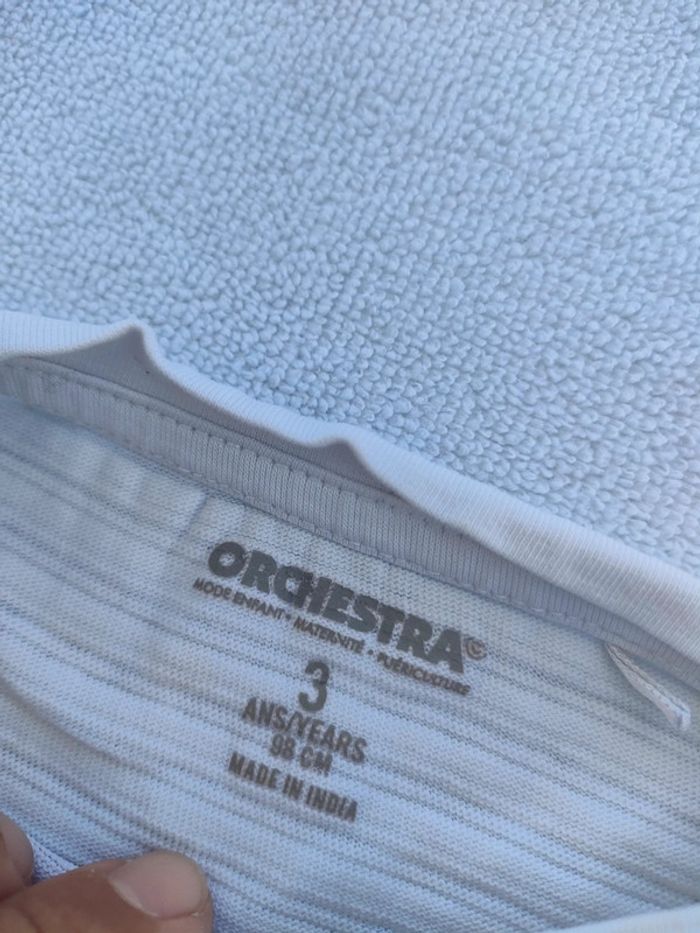 ORCHESTRA
MODE ENFANT • MATERNITÉ • PUÉRICULTURE
3
ANS/YEARS
98 CM
MADE IN INDIA